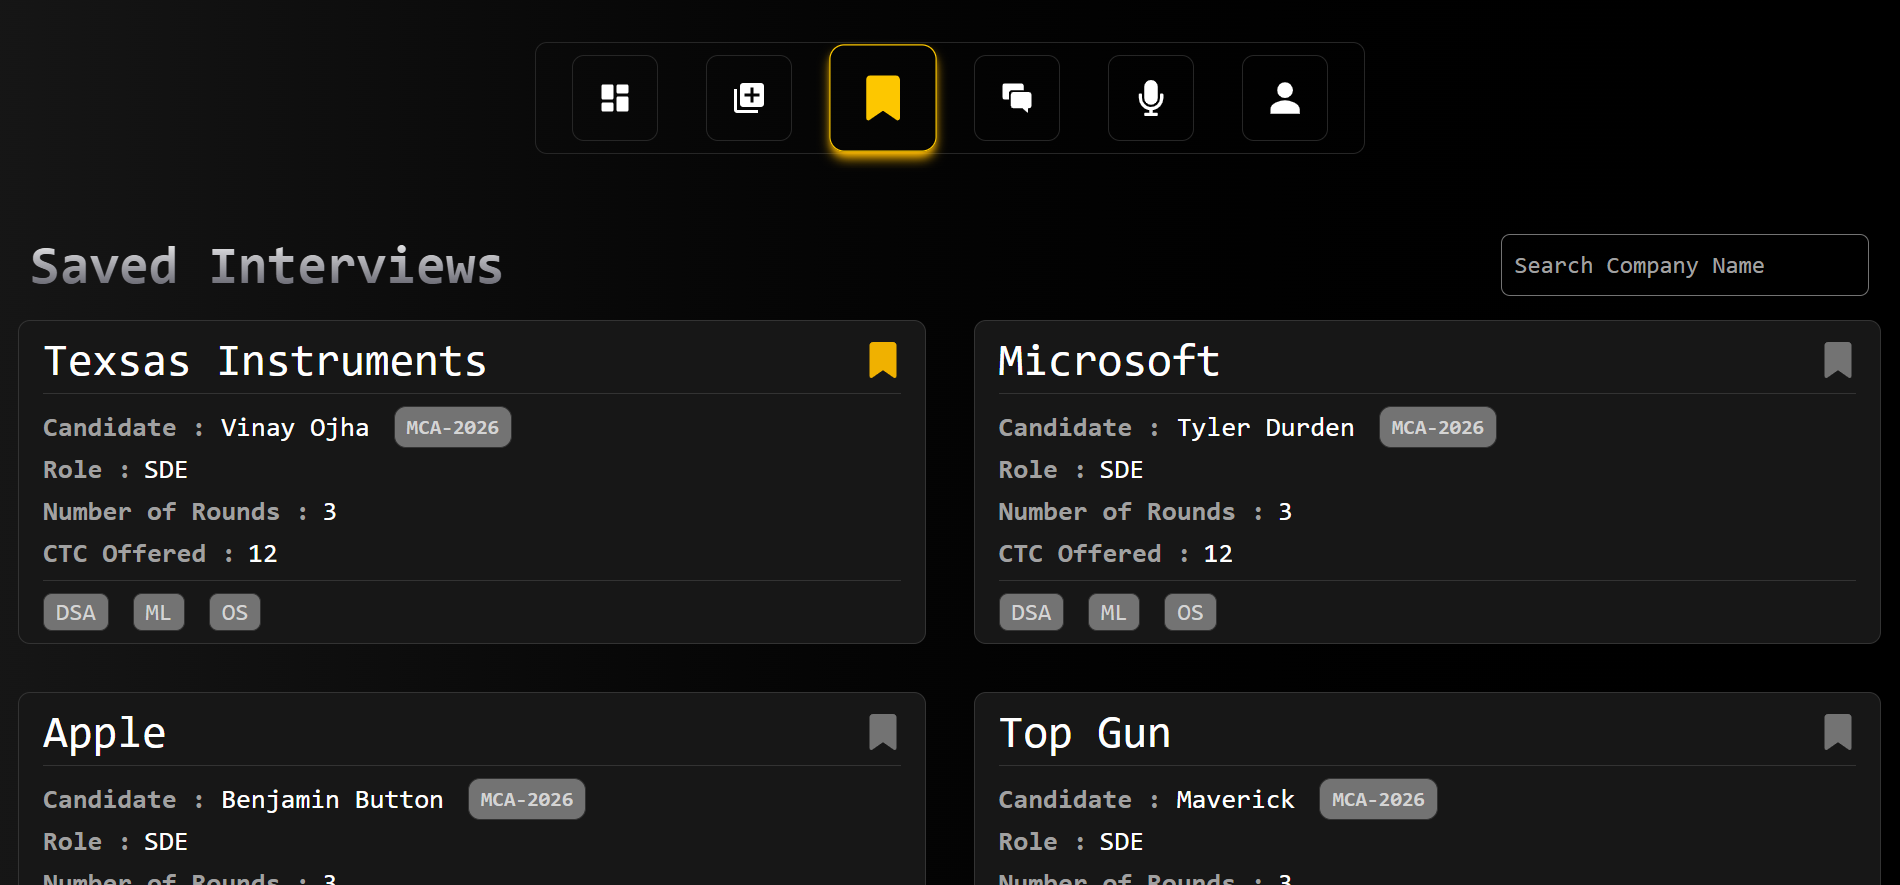 Saved Interviews
Search Company Name
Texsas Instruments
Candidate : Vinay Ojha MCA-2026
Role : SDE
Number of Rounds : 3
CTC Offered : 12
DSA ML OS
Microsoft
Candidate : Tyler Durden MCA-2026
Role : SDE
Number of Rounds : 3
CTC Offered : 12
DSA ML OS
Apple
Candidate : Benjamin Button MCA-2026
Role : SDE
Number of Rounds : 3
Top Gun
Candidate : Maverick MCA-2026
Role : SDE
Number of Rounds : 3